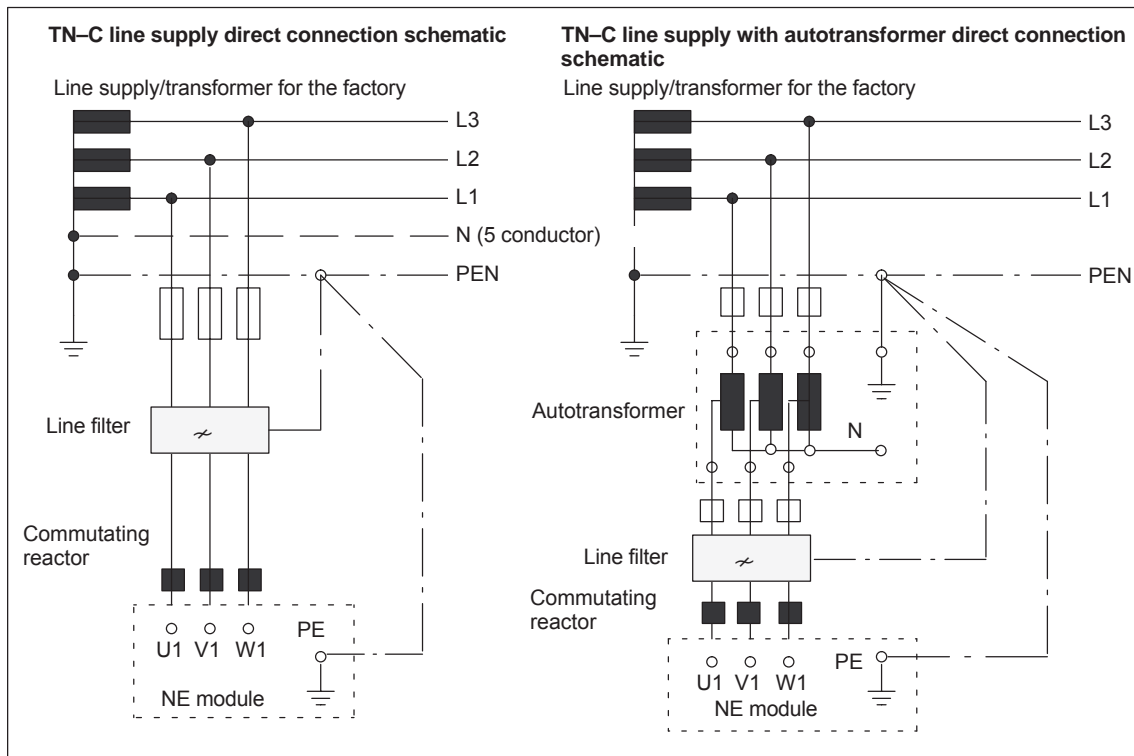 TN–C line supply direct connection schematic
Line supply/transformer for the factory
L3
L2
L1
N (5 conductor)
PEN
Line filter
Commutating
reactor
U1 V1 W1
PE
NE module
TN–C line supply with autotransformer direct connection
schematic
Line supply/transformer for the factory
L3
L2
L1
PEN
Autotransformer
N
Line filter
Commutating
reactor
U1 V1 W1
PE
NE module